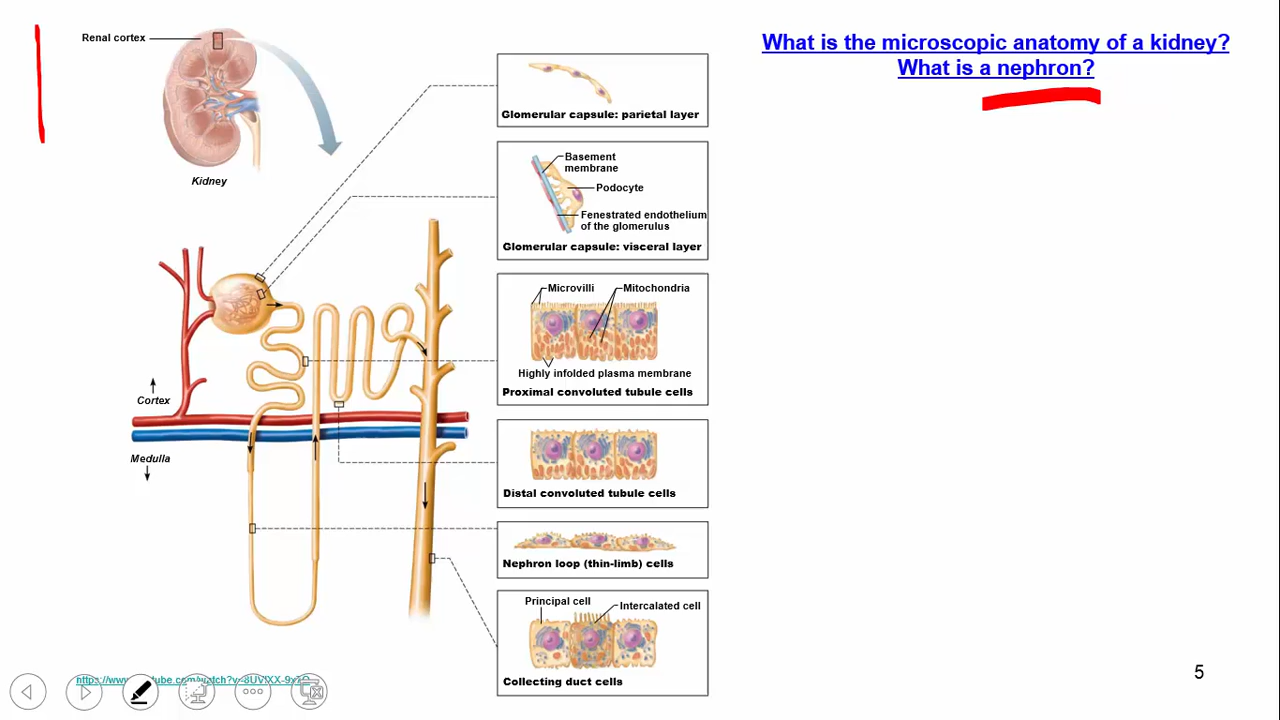 What is the microscopic anatomy of a kidney?
What is a nephron?
Renal cortex
Kidney
Glomerular capsule: parietal layer
Basement
membrane
Podocyte
Fenestrated endothelium
of the glomerulus
Glomerular capsule: visceral layer
Microvilli
Mitochondria
Highly infolded plasma membrane
Proximal convoluted tubule cells
Cortex
Medulla
Distal convoluted tubule cells
Nephron loop (thin-limb) cells
Principal cell
Intercalated cell
Collecting duct cells
5